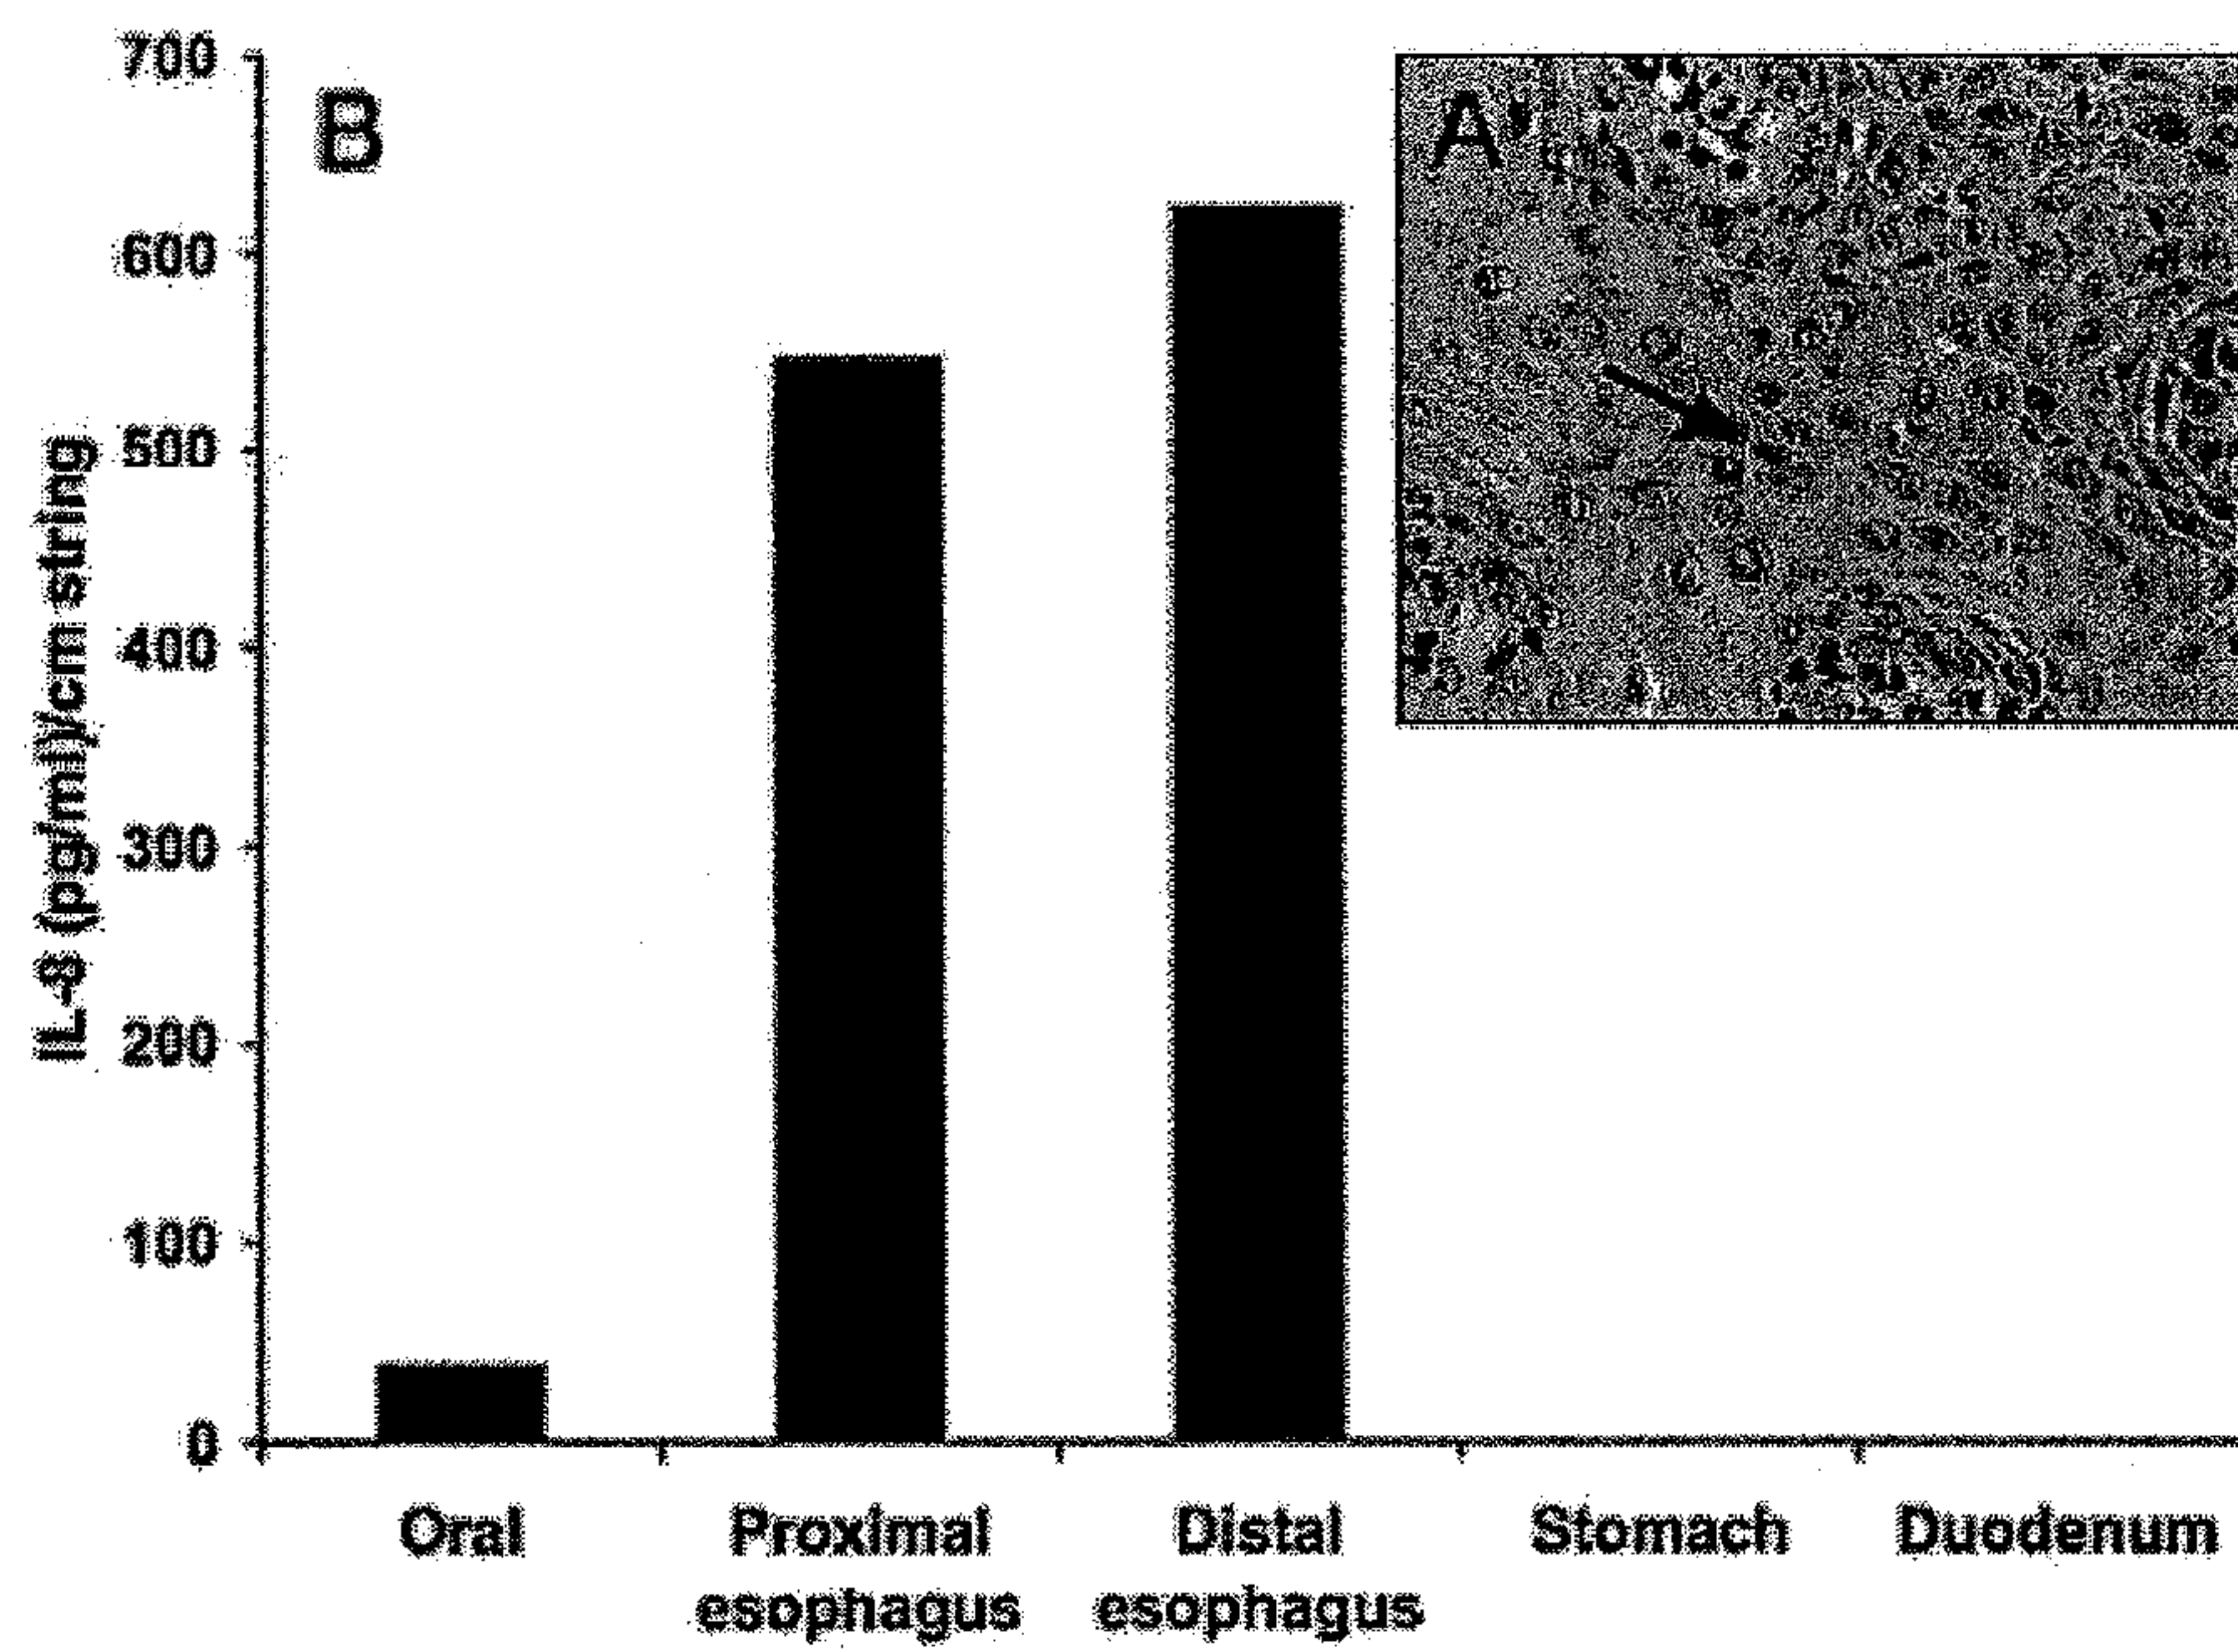 B
A'
IL-8 (pg/ml)/cm string
700
600
500
400
300
200
100
0
Oral
Proximal esophagus
Distal esophagus
Stomach
Duodenum